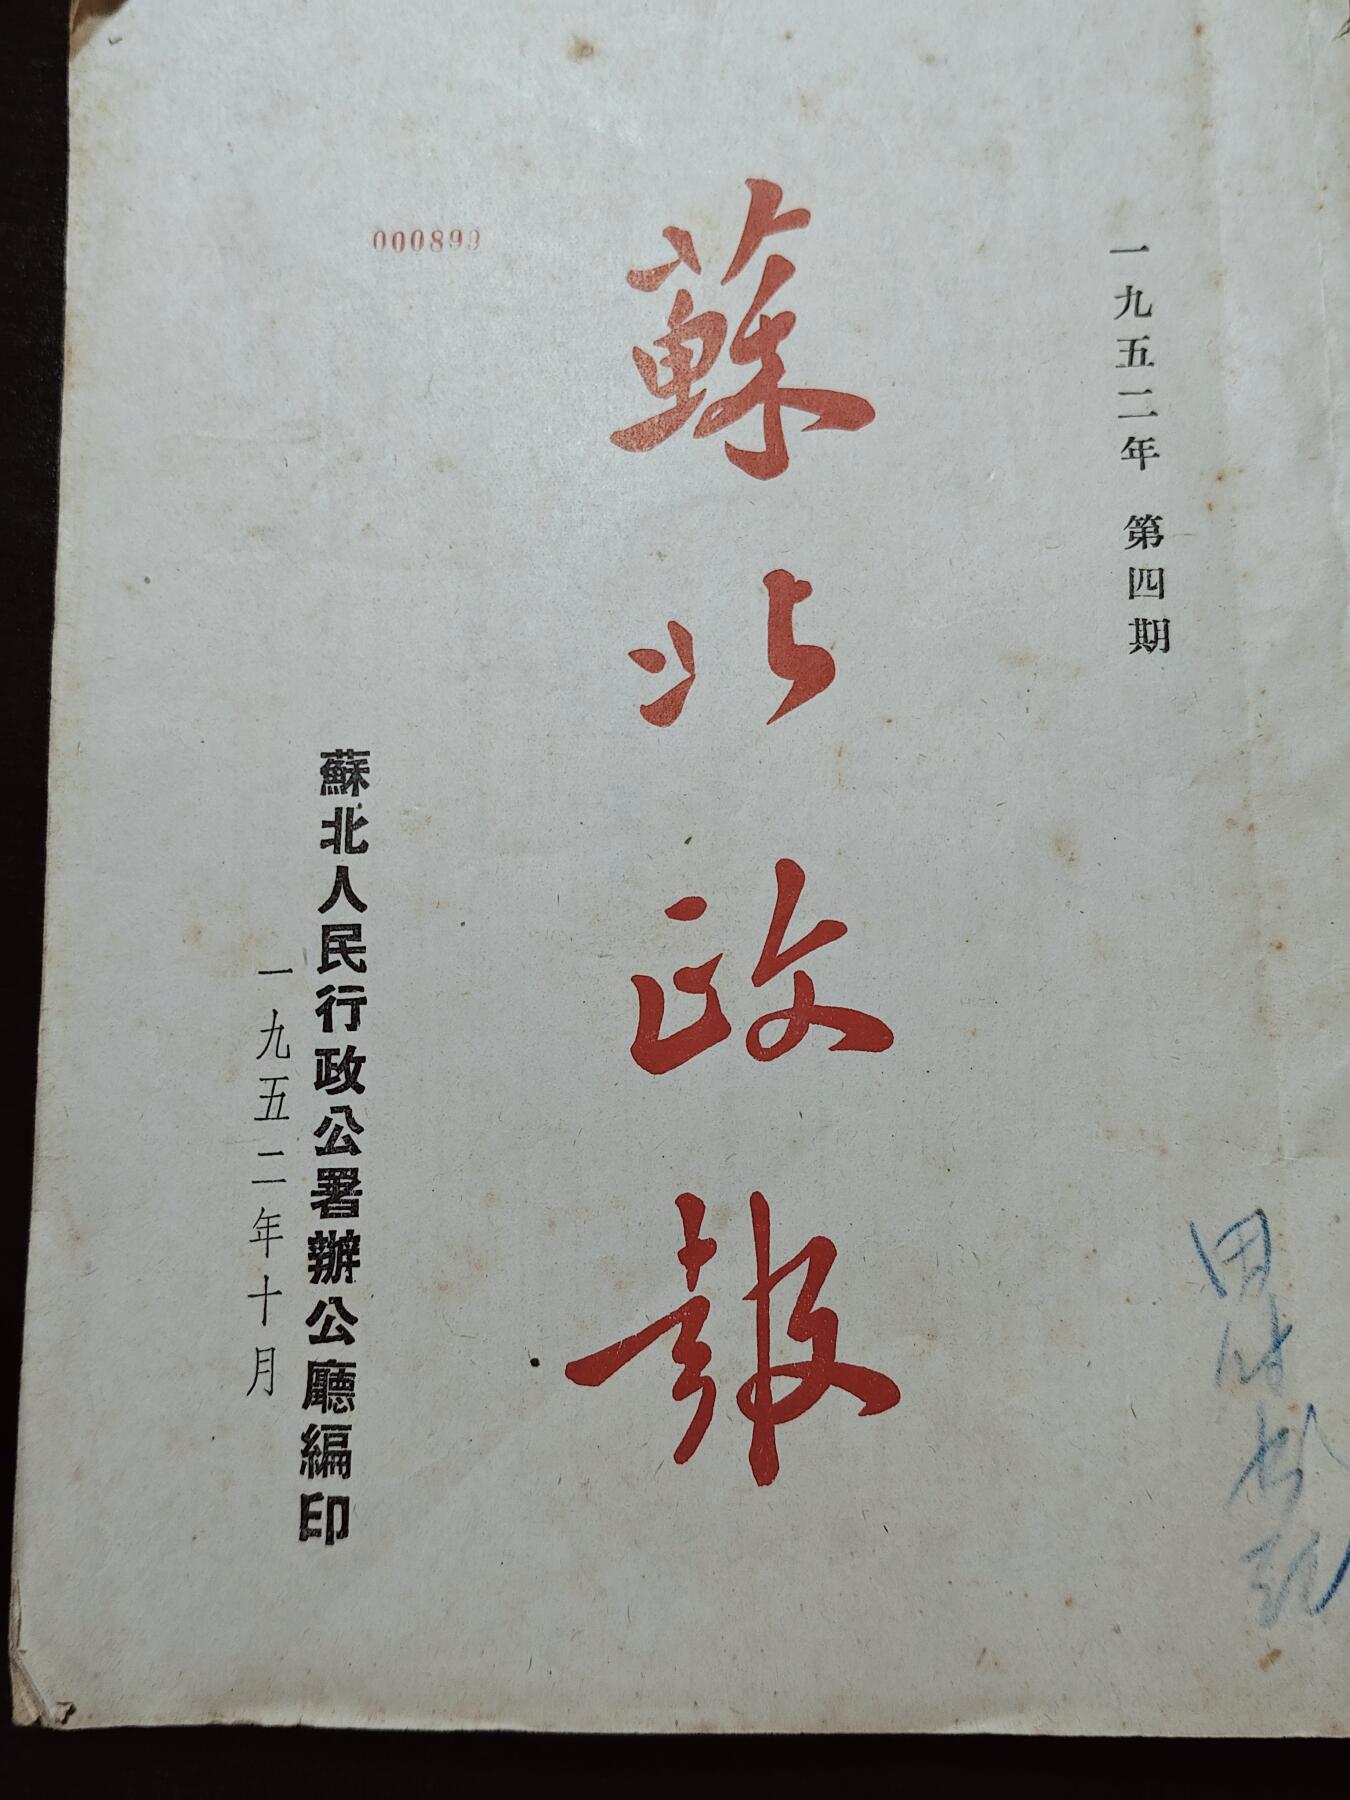 一九五二年 第四期
蘇北政報
000899
蘇北人民行政公署辦公廳編印
一九五二年十月